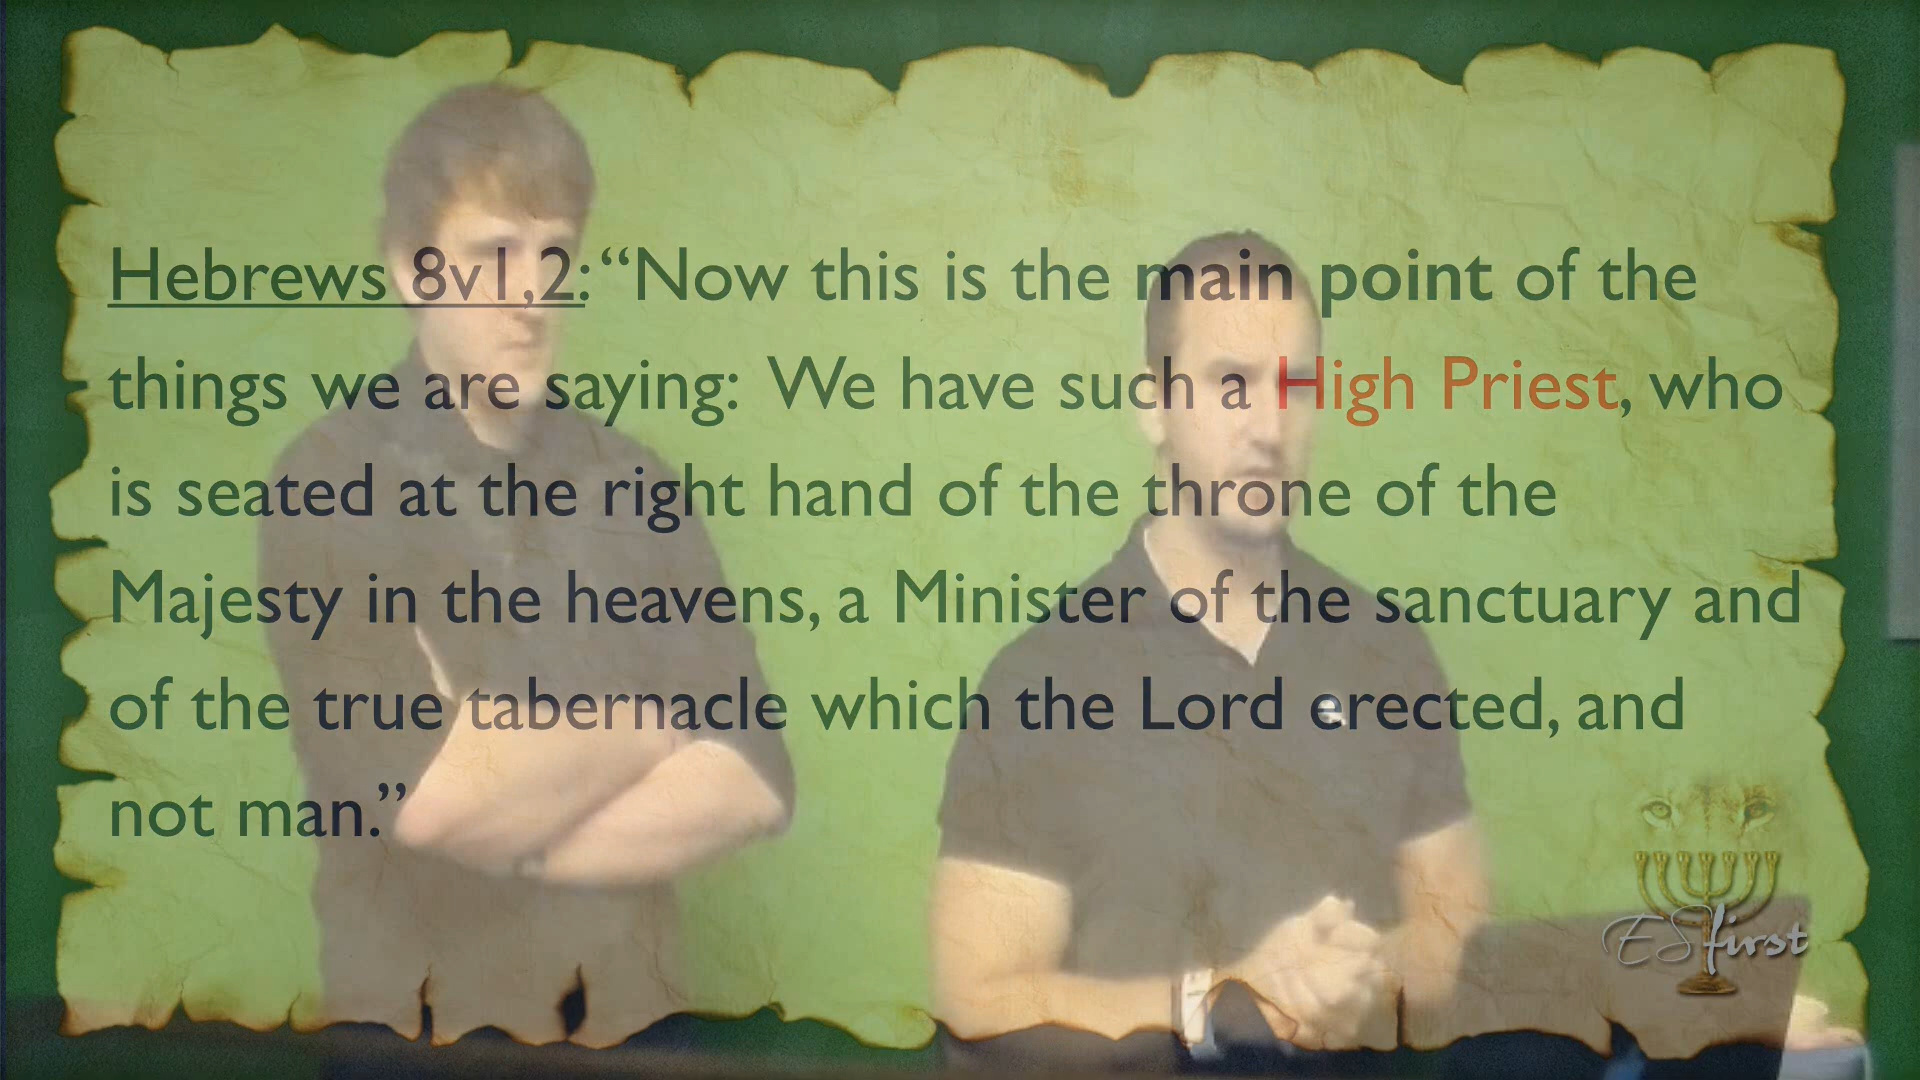 Hebrews 8v1,2: “Now this is the main point of the
things we are saying: We have such a High Priest, who
is seated at the right hand of the throne of the
Majesty in the heavens, a Minister of the sanctuary and
of the true tabernacle which the Lord erected, and
not man.”
ESfirst